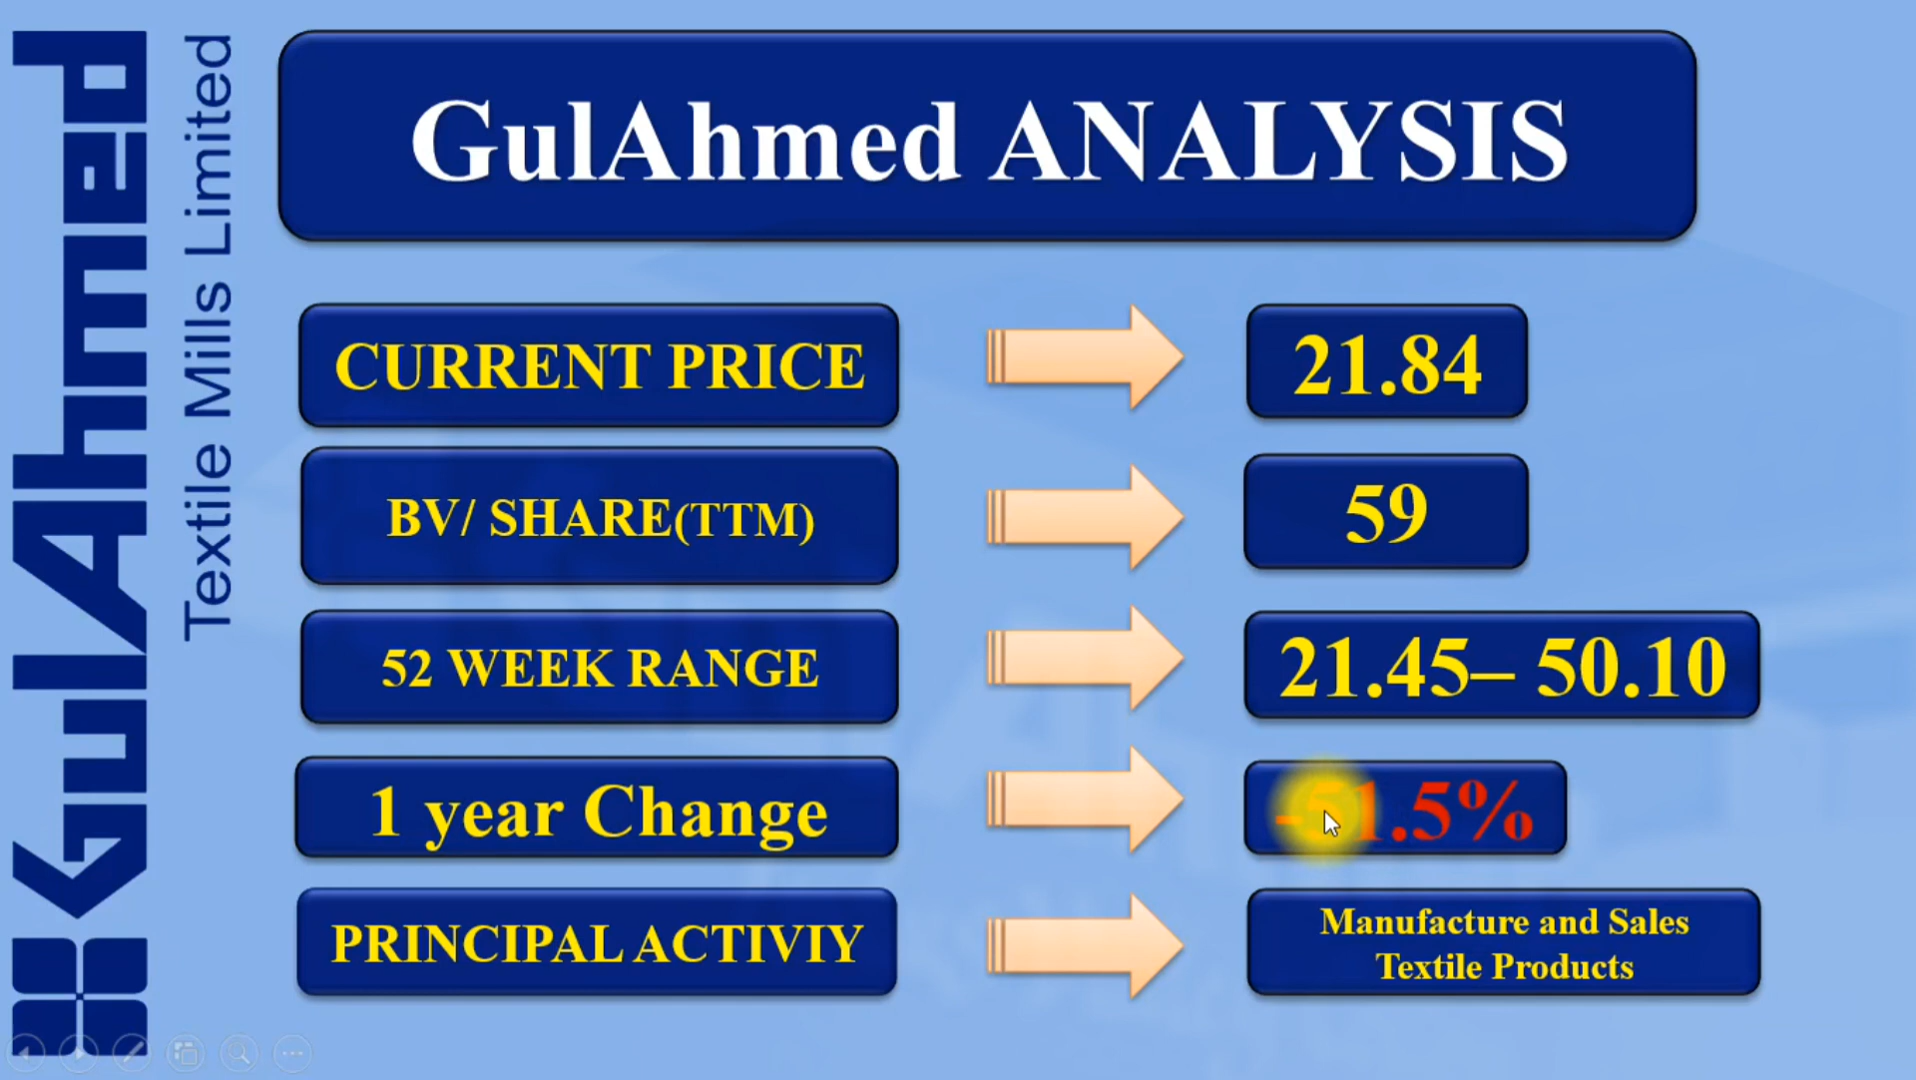 GulAhmed
Textile Mills Limited
GulAhmed ANALYSIS
CURRENT PRICE
21.84
BV/ SHARE(TTM)
59
52 WEEK RANGE
21.45– 50.10
1 year Change
-51.5%
PRINCIPAL ACTIVIY
Manufacture and Sales
Textile Products